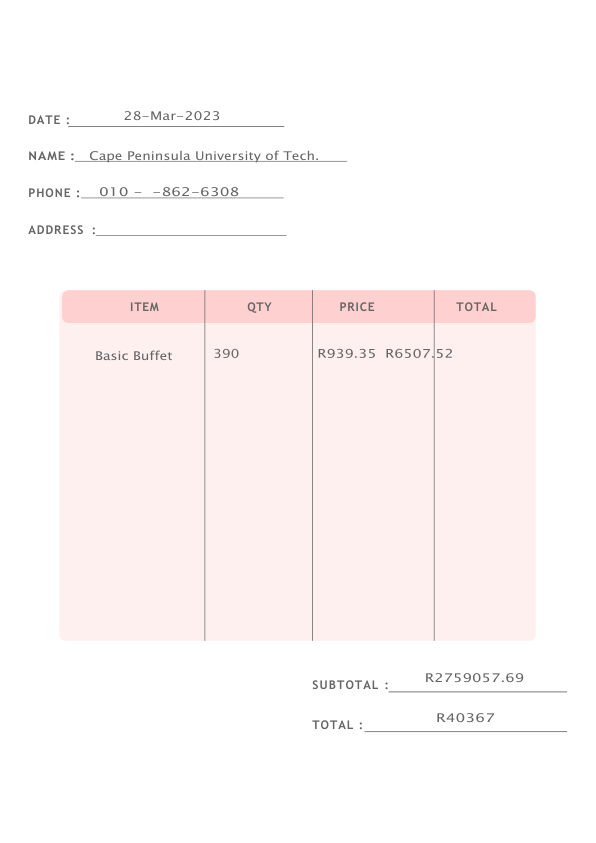 DATE : 28-Mar-2023
NAME : Cape Peninsula University of Tech.
PHONE : 010 - -862-6308
ADDRESS :
ITEM QTY PRICE TOTAL
Basic Buffet 390 R939.35 R6507.52
SUBTOTAL : R2759057.69
TOTAL : R40367